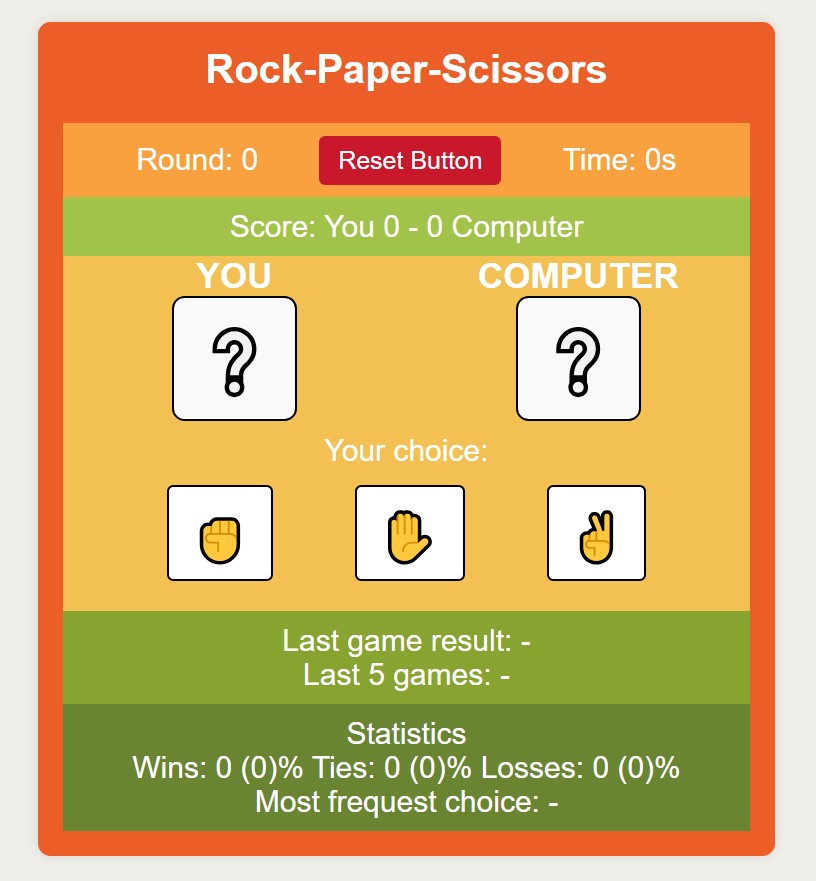 Rock-Paper-Scissors
Round: 0 Reset Button Time: 0s
Score: You 0 - 0 Computer
YOU COMPUTER
? ?
Your choice:
Last game result: -
Last 5 games: -
Statistics
Wins: 0 (0)% Ties: 0 (0)% Losses: 0 (0)%
Most frequest choice: -